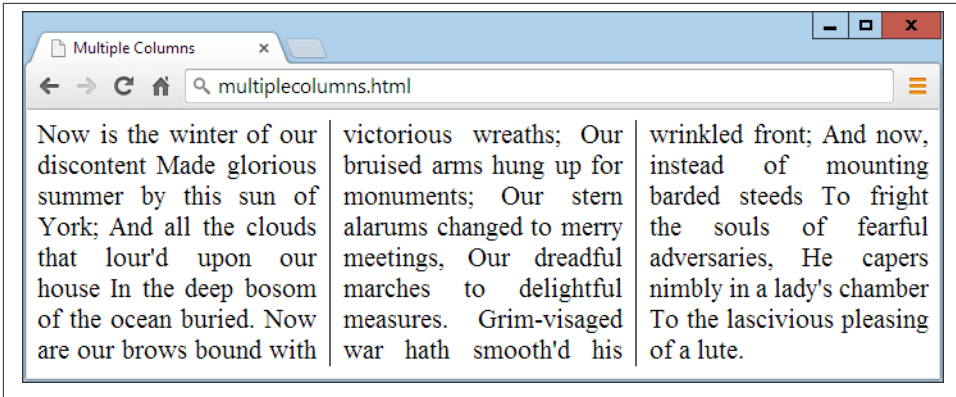 Multiple Columns
multiplecolumns.html
Now is the winter of our
discontent Made glorious
summer by this sun of
York; And all the clouds
that lour'd upon our
house In the deep bosom
of the ocean buried. Now
are our brows bound with
victorious wreaths; Our
bruised arms hung up for
monuments; Our stern
alarums changed to merry
meetings, Our dreadful
marches to delightful
measures. Grim-visaged
war hath smooth'd his
wrinkled front; And now,
instead of mounting
barded steeds To fright
the souls of fearful
adversaries, He capers
nimbly in a lady's chamber
To the lascivious pleasing
of a lute.